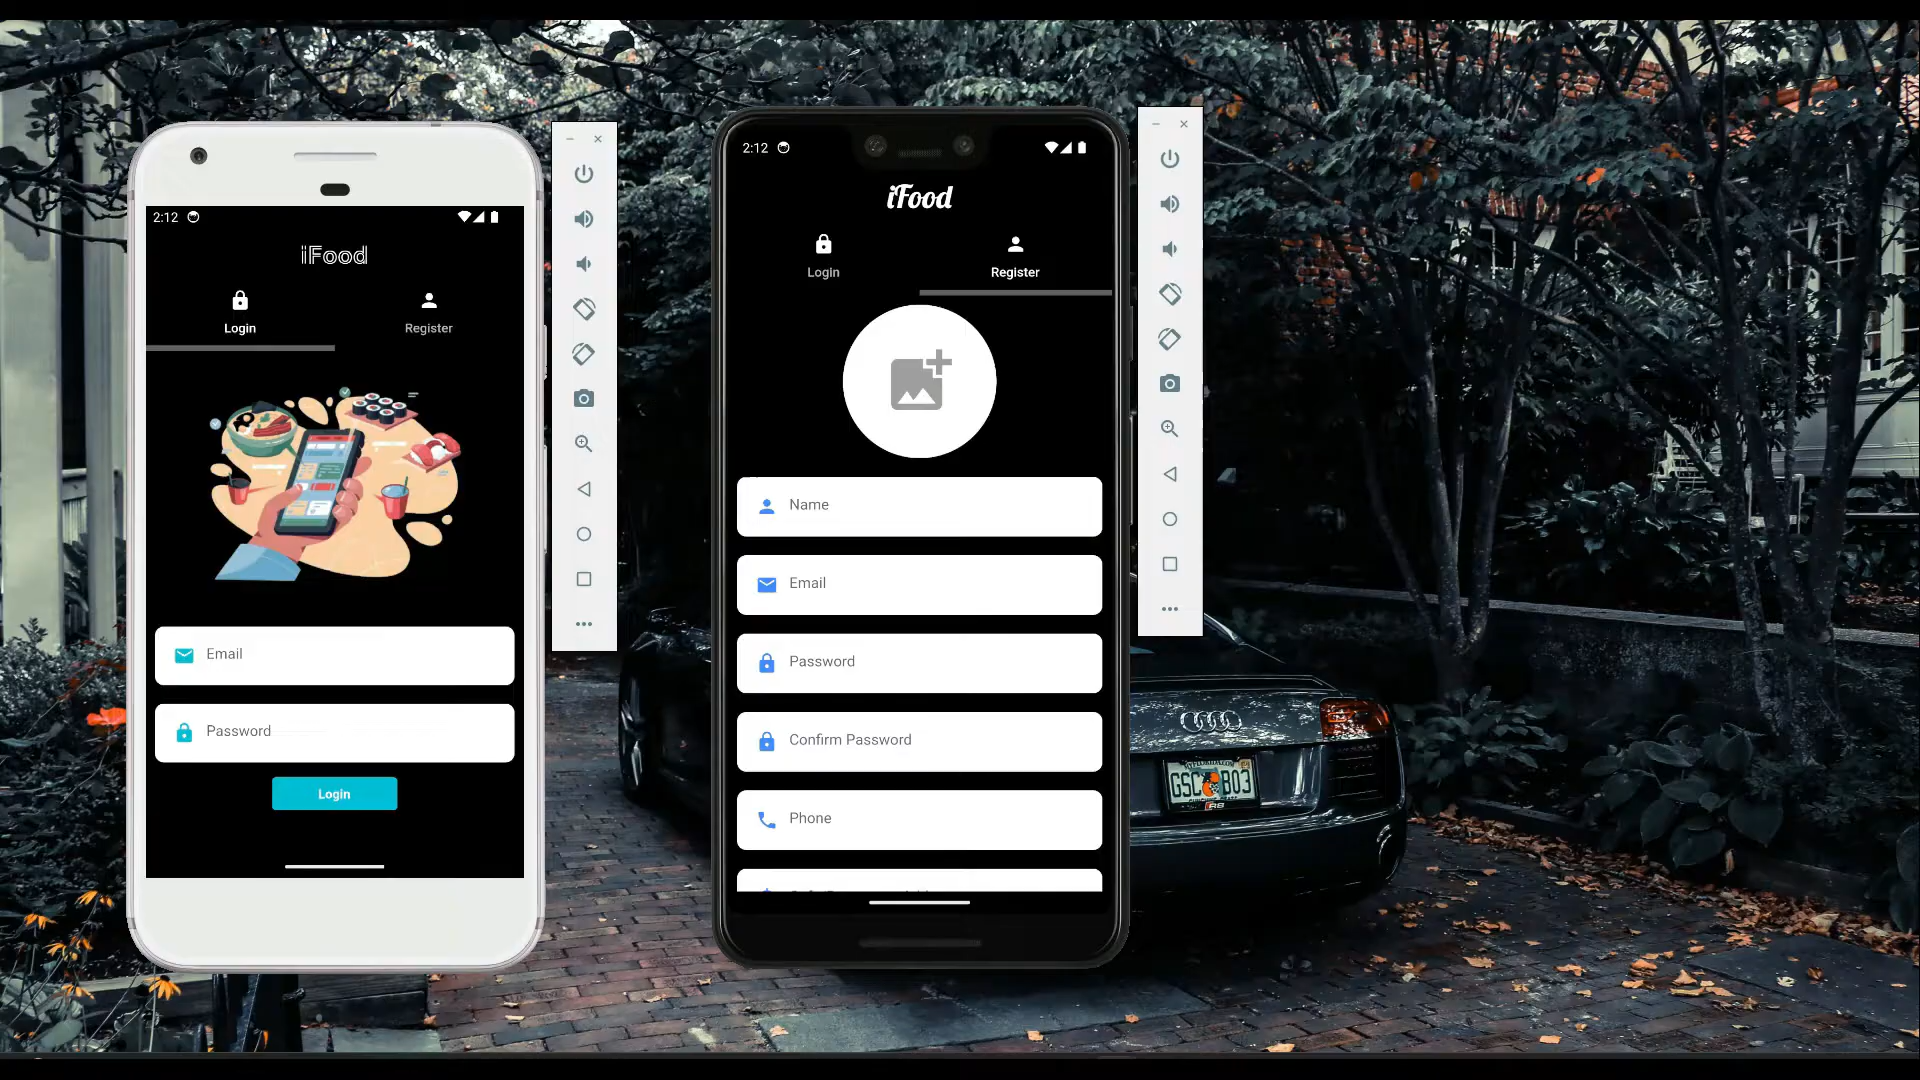 2:12
iFood
Login
Register
Email
Password
Login
2:12
iFood
Login
Register
Name
Email
Password
Confirm Password
Phone
GSC B03
R8